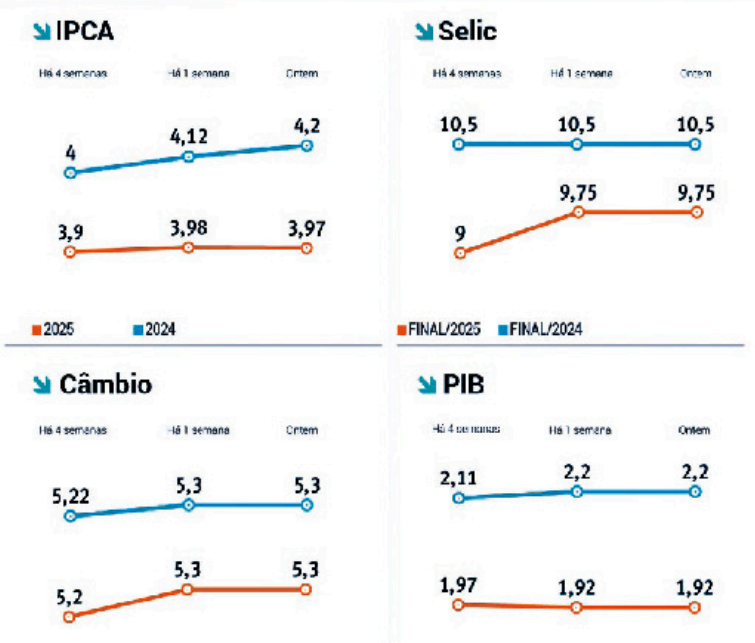 IPCA
Há 4 semanas Há 1 semana Ontem
4 4,12 4,2
3,9 3,98 3,97
2025 2024
Selic
Há 4 semanas Há 1 semana Ontem
10,5 10,5 10,5
9 9,75 9,75
FINAL/2025 FINAL/2024
Câmbio
Há 4 semanas Há 1 semana Ontem
5,22 5,3 5,3
5,2 5,3 5,3
PIB
Há 4 semanas Há 1 semana Ontem
2,11 2,2 2,2
1,97 1,92 1,92